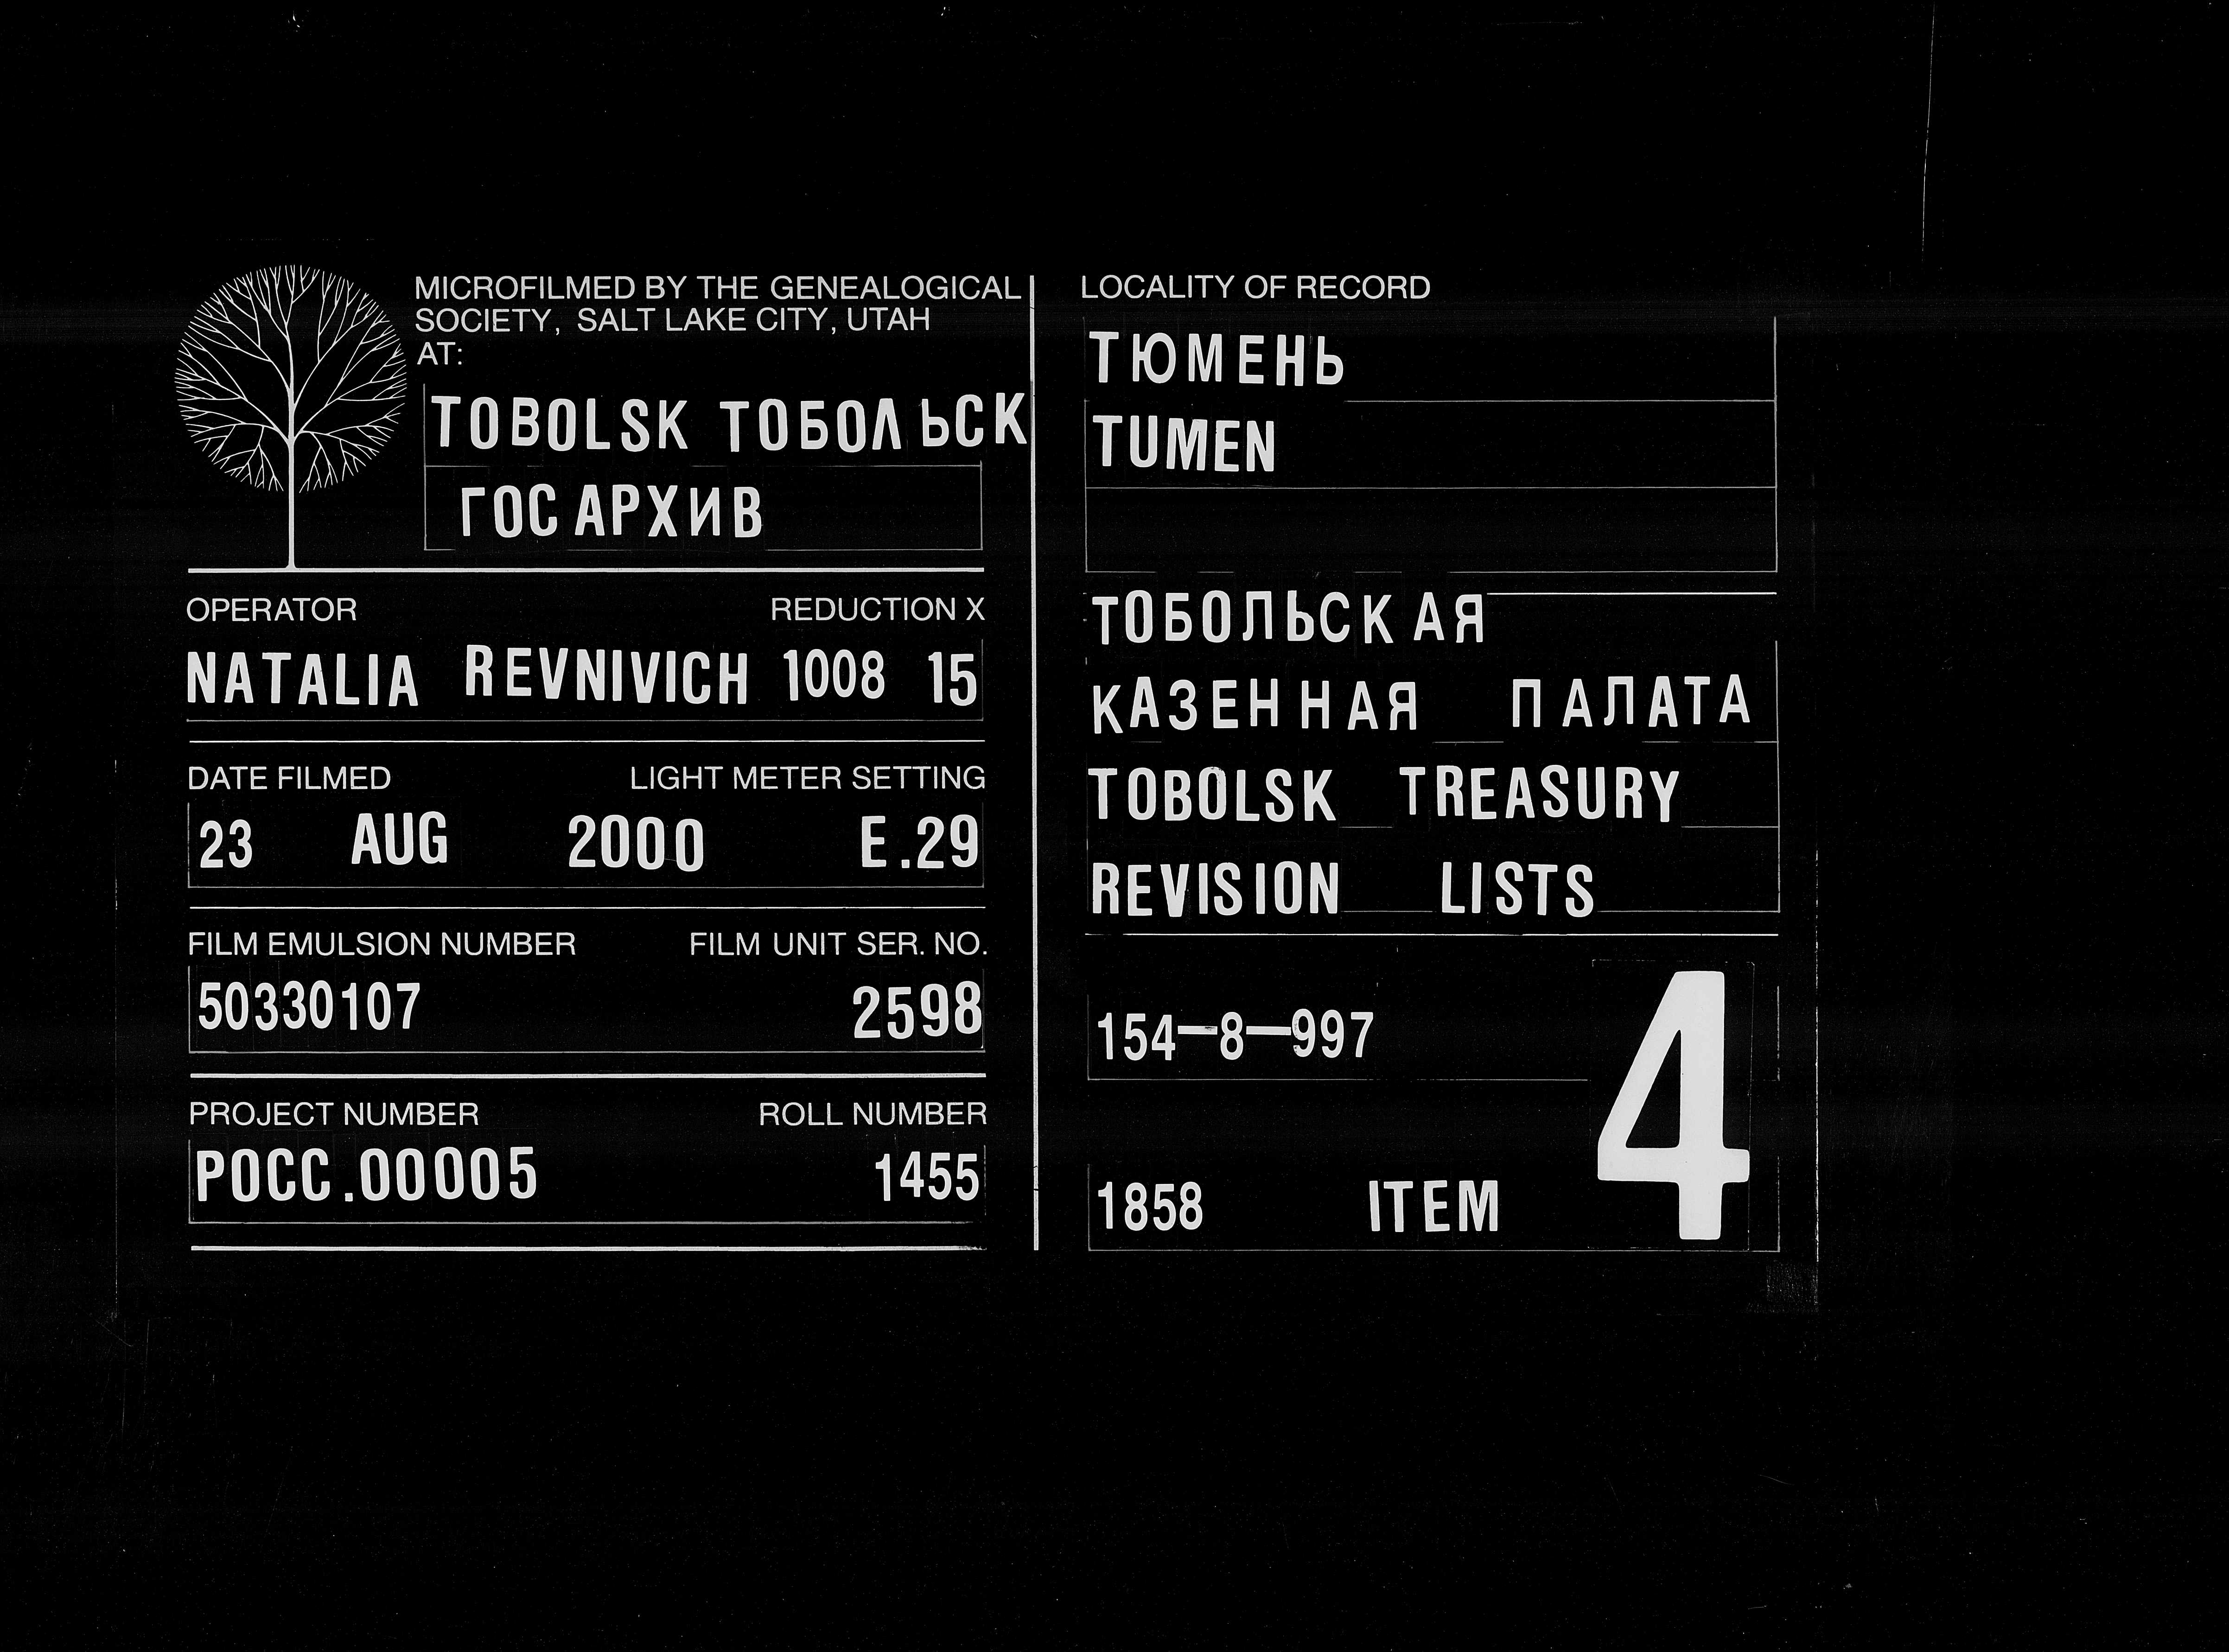 MICROFILMED BY THE GENEALOGICAL
SOCIETY, SALT LAKE CITY, UTAH
AT:
TOBOLSK ТОБОЛЬСК
ГОСАРХИВ
OPERATOR REDUCTION X
NATALIA REVNIVICH 1008 15
DATE FILMED LIGHT METER SETTING
23 AUG 2000 E.29
FILM EMULSION NUMBER FILM UNIT SER. NO.
50330107 2598
PROJECT NUMBER ROLL NUMBER
РОСС.00005 1455
LOCALITY OF RECORD
ТЮМЕНЬ
TUMEN
ТОБОЛЬСКАЯ
КАЗЕННАЯ ПАЛАТА
TOBOLSK TREASURY
REVISION LISTS
154-8-997
1858 ITEM 4